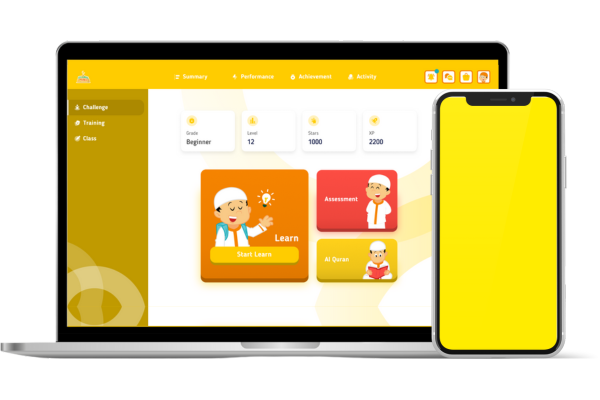 Summary
Performance
Achievement
Activity
Challenge
Training
Class
Grade
Beginner
Level
12
Stars
1000
XP
2200
Learn
Start Learn
Assessment
Al Quran